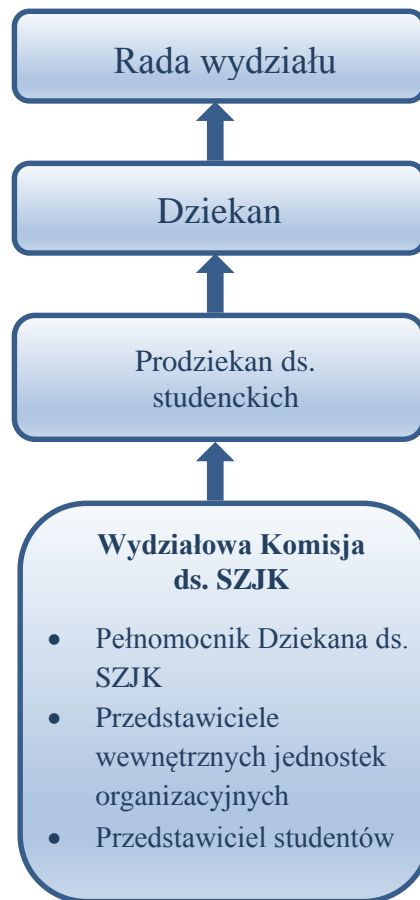 Rada wydziału
Dziekan
Prodziekan ds.
studenckich
Wydziałowa Komisja
ds. SZJK
• Pełnomocnik Dziekana ds.
SZJK
• Przedstawiciele
wewnętrznych jednostek
organizacyjnych
• Przedstawiciel studentów